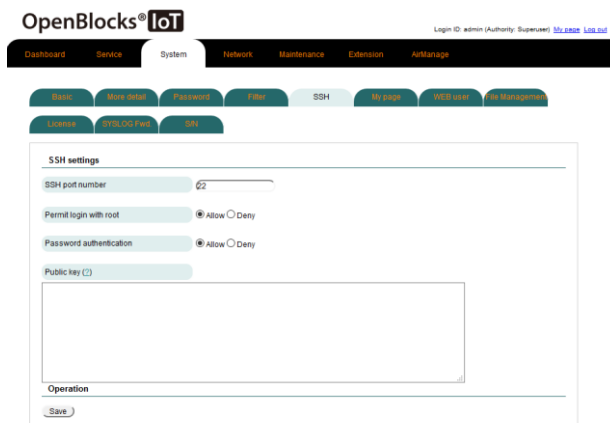 OpenBlocks® IoT
Login ID: admin (Authority: Superuser) My page Log out
Dashboard Service System Network Maintenance Extension AirManage
Basic More detail Password Filter SSH My page WEB user File Management
License SYSLOG Fwd. S/N
SSH settings
SSH port number 22
Permit login with root Allow Deny
Password authentication Allow Deny
Public key (?)
Operation
Save